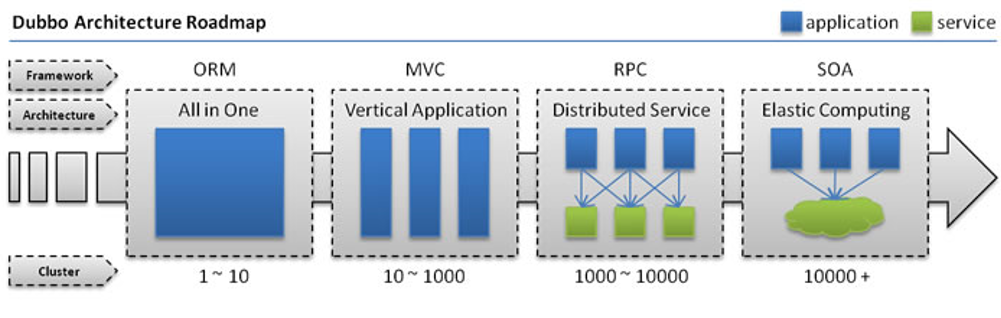 Dubbo Architecture Roadmap
application
service
Framework
ORM
MVC
RPC
SOA
Architecture
All in One
Vertical Application
Distributed Service
Elastic Computing
Cluster
1 ~ 10
10 ~ 1000
1000 ~ 10000
10000 +